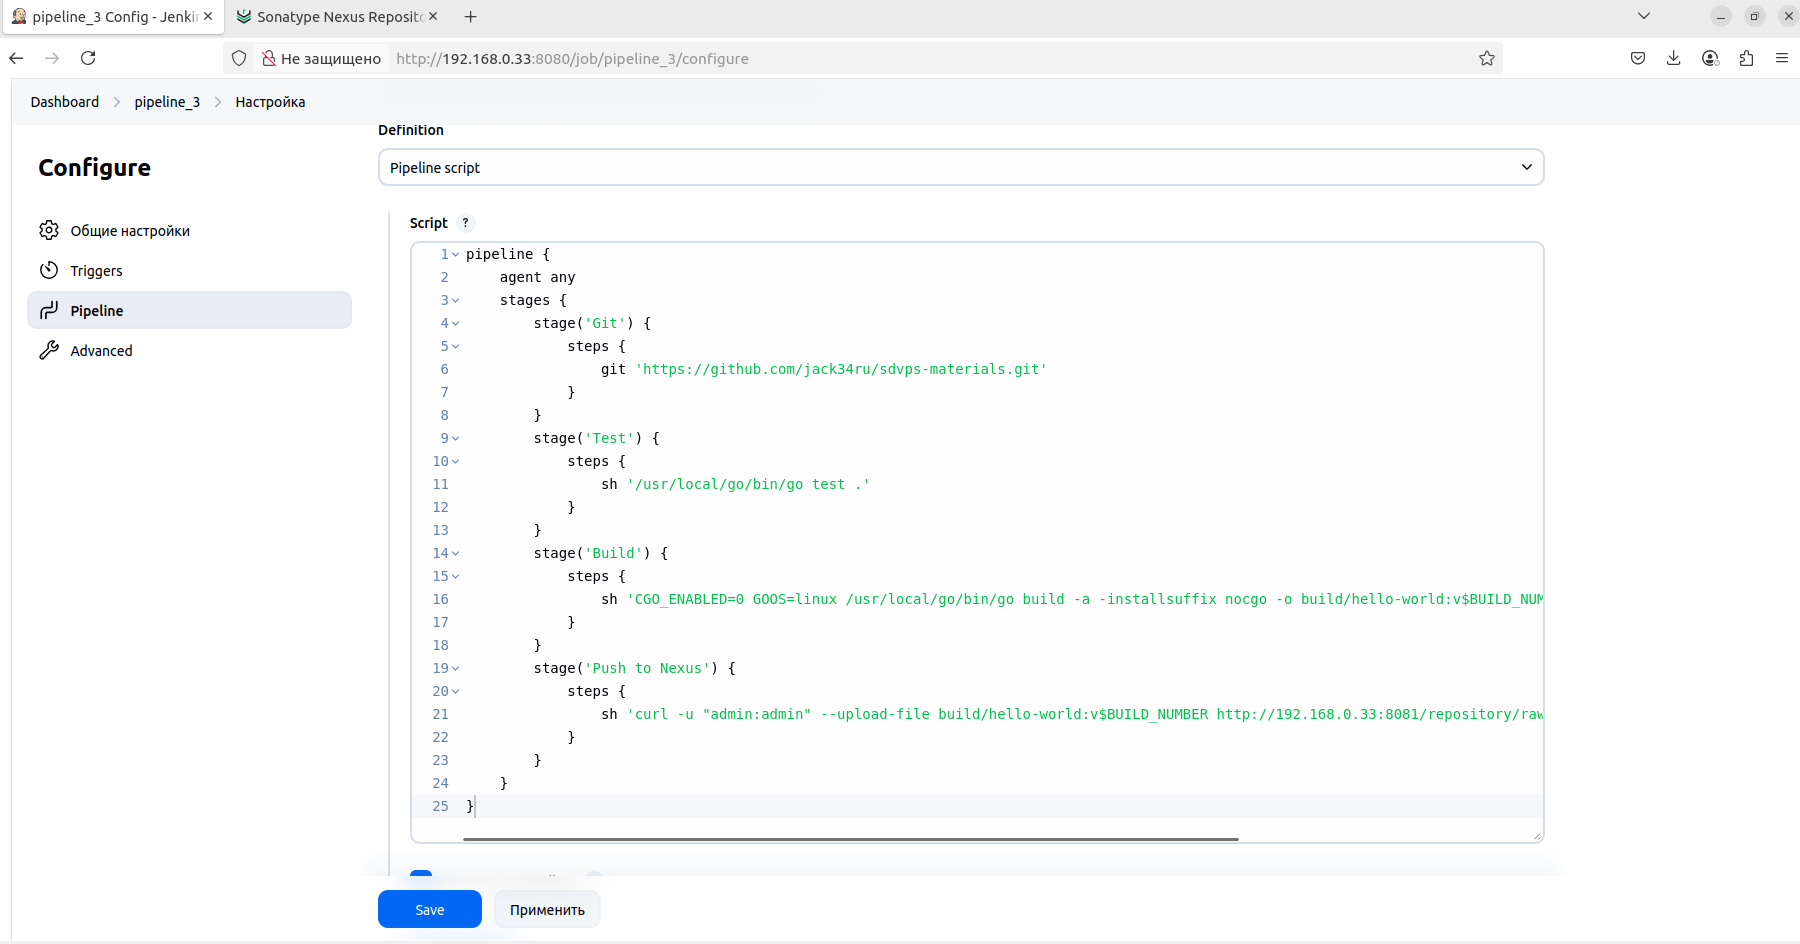 pipeline_3 Config - Jenkin
Sonatype Nexus Reposito
Не защищено
http://192.168.0.33:8080/job/pipeline_3/configure
Dashboard
pipeline_3
Настройка
Configure
Общие настройки
Triggers
Pipeline
Advanced
Definition
Pipeline script
Script ?
1 pipeline {
2     agent any
3     stages {
4         stage('Git') {
5             steps {
6                 git 'https://github.com/jack34ru/sdvps-materials.git'
7             }
8         }
9         stage('Test') {
10             steps {
11                 sh '/usr/local/go/bin/go test .'
12             }
13         }
14         stage('Build') {
15             steps {
16                 sh 'CGO_ENABLED=0 GOOS=linux /usr/local/go/bin/go build -a -installsuffix nocgo -o build/hello-world:v$BUILD_NUM
17             }
18         }
19         stage('Push to Nexus') {
20             steps {
21                 sh 'curl -u "admin:admin" --upload-file build/hello-world:v$BUILD_NUMBER http://192.168.0.33:8081/repository/raw
22             }
23         }
24     }
25 }
Save
Применить